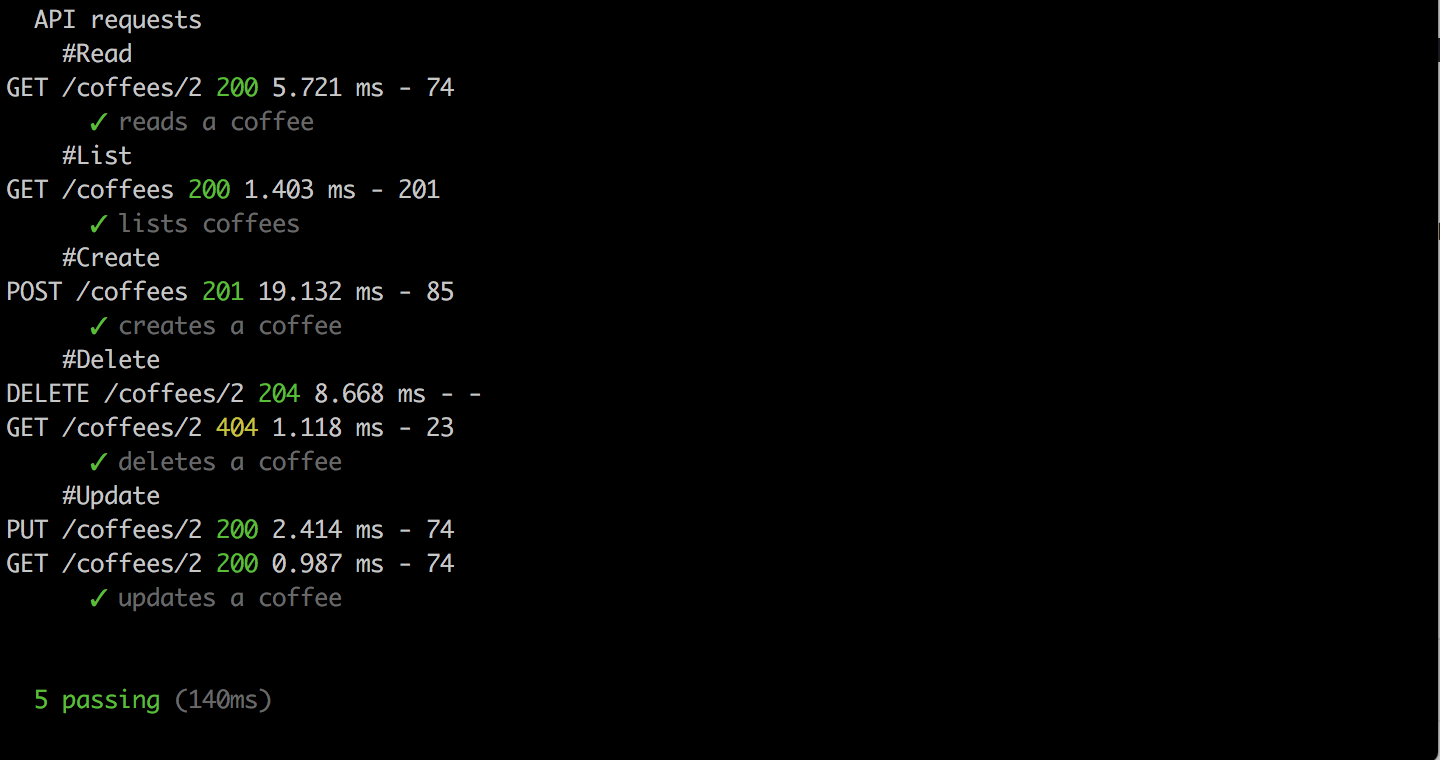 API requests
#Read
GET /coffees/2 200 5.721 ms - 74
✓ reads a coffee
#List
GET /coffees 200 1.403 ms - 201
✓ lists coffees
#Create
POST /coffees 201 19.132 ms - 85
✓ creates a coffee
#Delete
DELETE /coffees/2 204 8.668 ms - -
GET /coffees/2 404 1.118 ms - 23
✓ deletes a coffee
#Update
PUT /coffees/2 200 2.414 ms - 74
GET /coffees/2 200 0.987 ms - 74
✓ updates a coffee
5 passing (140ms)